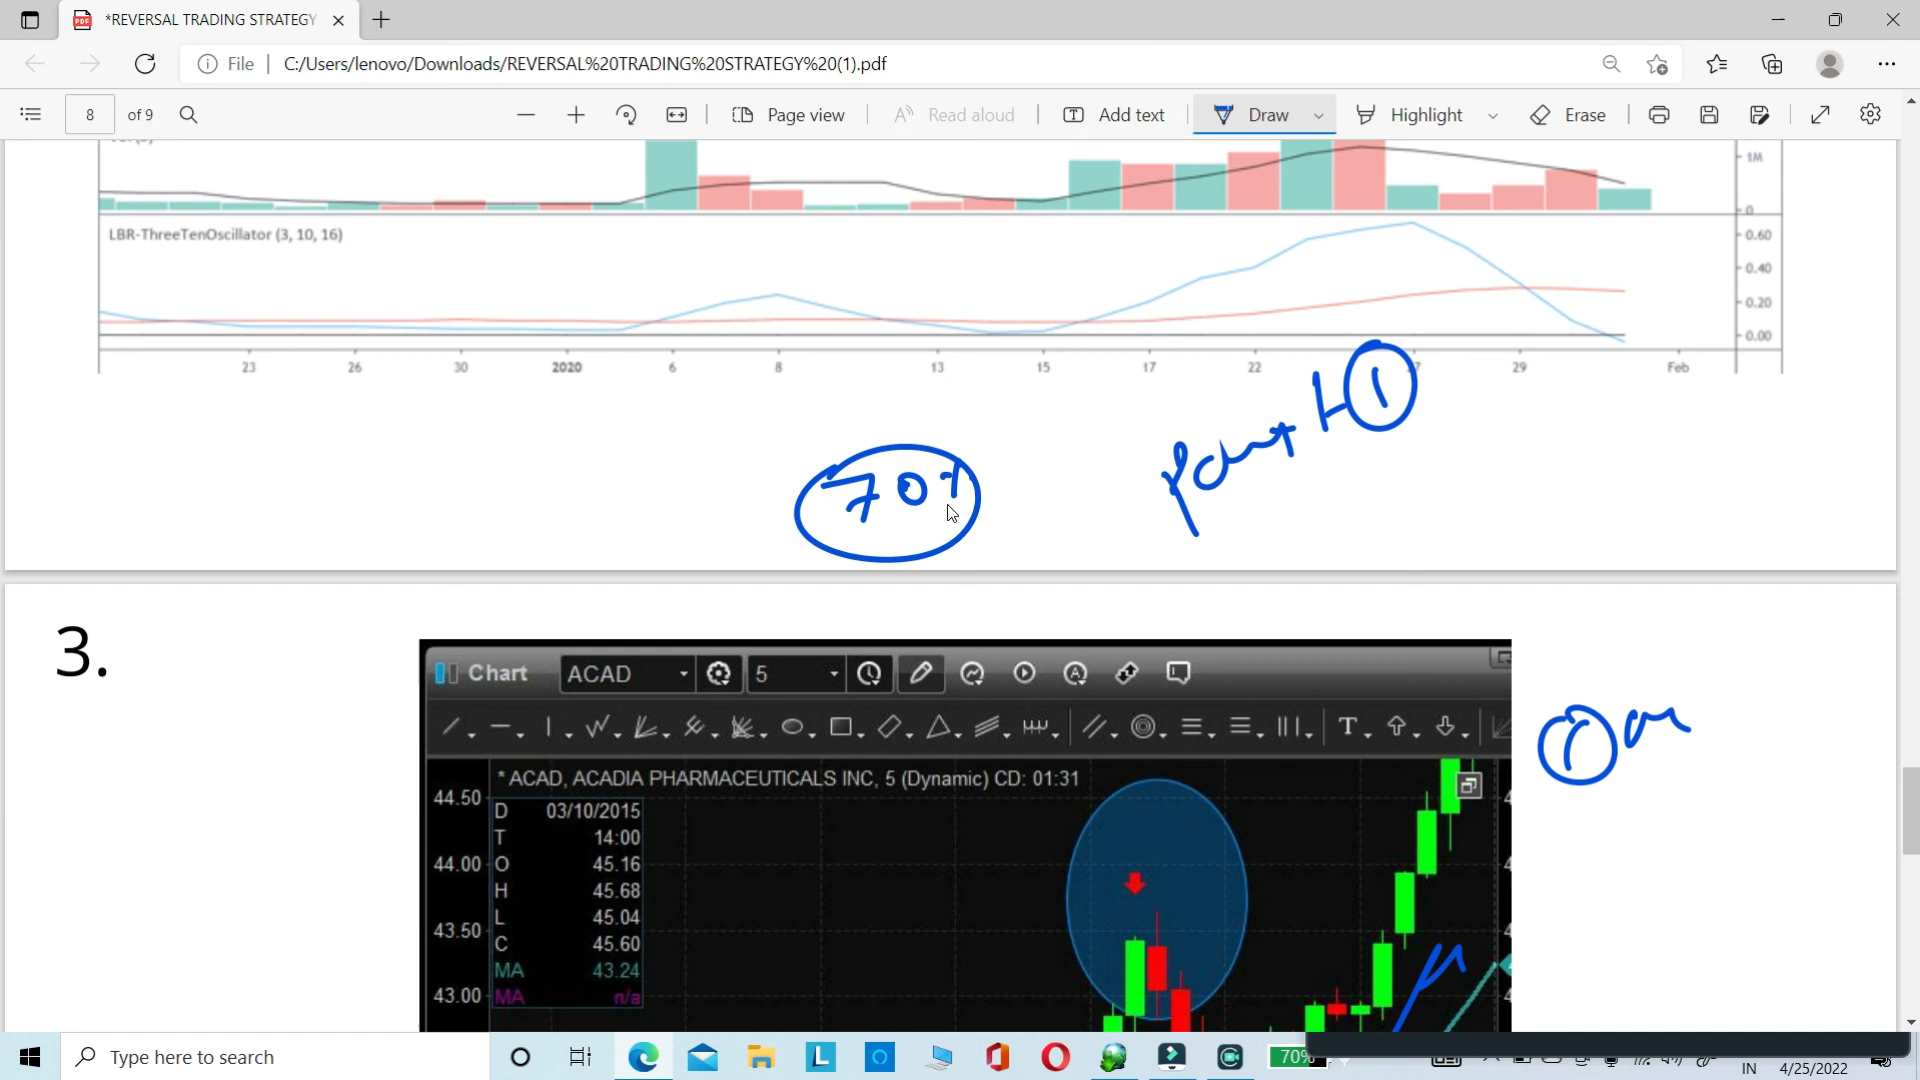 *REVERSAL TRADING STRATEGY
File
C:/Users/lenovo/Downloads/REVERSAL%20TRADING%20STRATEGY%20(1).pdf
8 of 9
Page view
Read aloud
Add text
Draw
Highlight
Erase
1M
0
LBR-ThreeTenOscillator (3, 10, 16)
0.60
0.40
0.20
0.00
23 26 30 2020 6 8 13 15 17 22 29 Feb
1
70%
3.
Chart ACAD 5
1
* ACAD, ACADIA PHARMACEUTICALS INC, 5 (Dynamic) CD: 01:31
44.50
D 03/10/2015
T 14:00
44.00
O 45.16
H 45.68
L 45.04
43.50
C 45.60
MA 43.24
43.00
MA n/a
Type here to search
70%
IN 4/25/2022